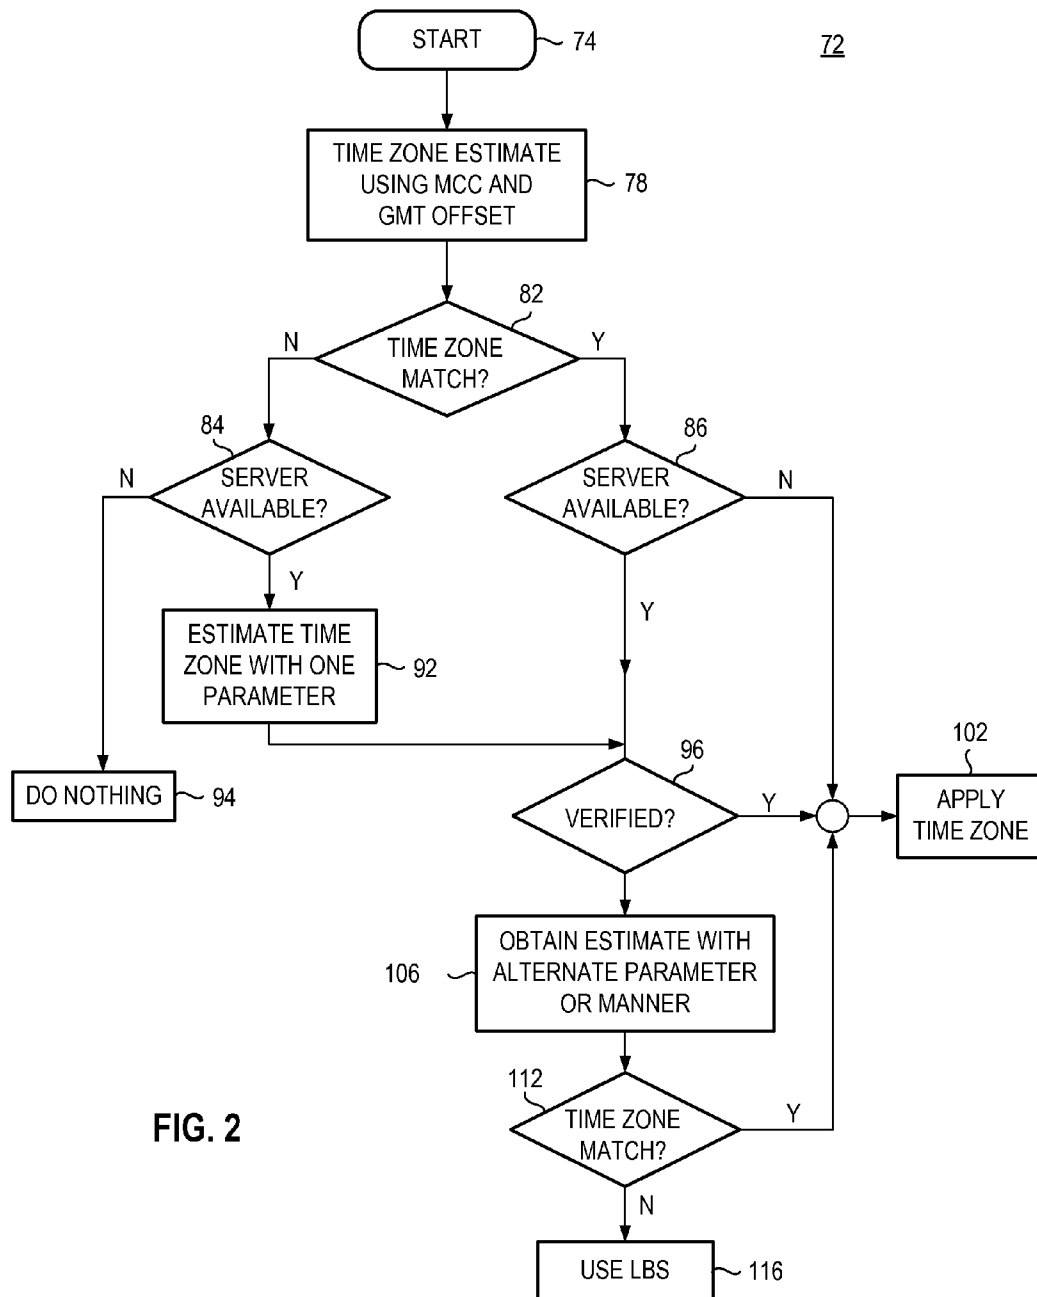 START
74
72
TIME ZONE ESTIMATE
USING MCC AND
GMT OFFSET
78
82
N
TIME ZONE
MATCH?
Y
84
86
N
SERVER
AVAILABLE?
SERVER
AVAILABLE?
N
Y
Y
ESTIMATE TIME
ZONE WITH ONE
PARAMETER
92
96
102
DO NOTHING
94
VERIFIED?
Y
APPLY
TIME ZONE
OBTAIN ESTIMATE WITH
ALTERNATE PARAMETER
OR MANNER
106
112
TIME ZONE
MATCH?
Y
FIG. 2
N
USE LBS
116